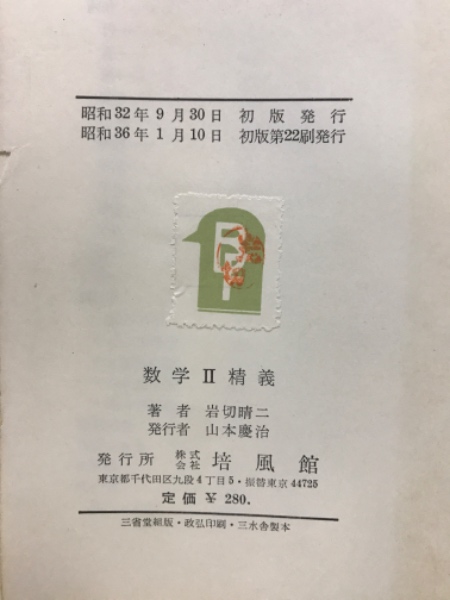 昭和32年 9月30日 初版発行
昭和36年 1月10日 初版第22刷発行
数学Ⅱ精義
著者 岩切晴二
発行者 山本慶治
発行所 株式会社 培風館
東京都千代田区九段4丁目5・振替東京44725
定価 ¥ 280.
三省堂組版・政弘印刷・三水舎製本